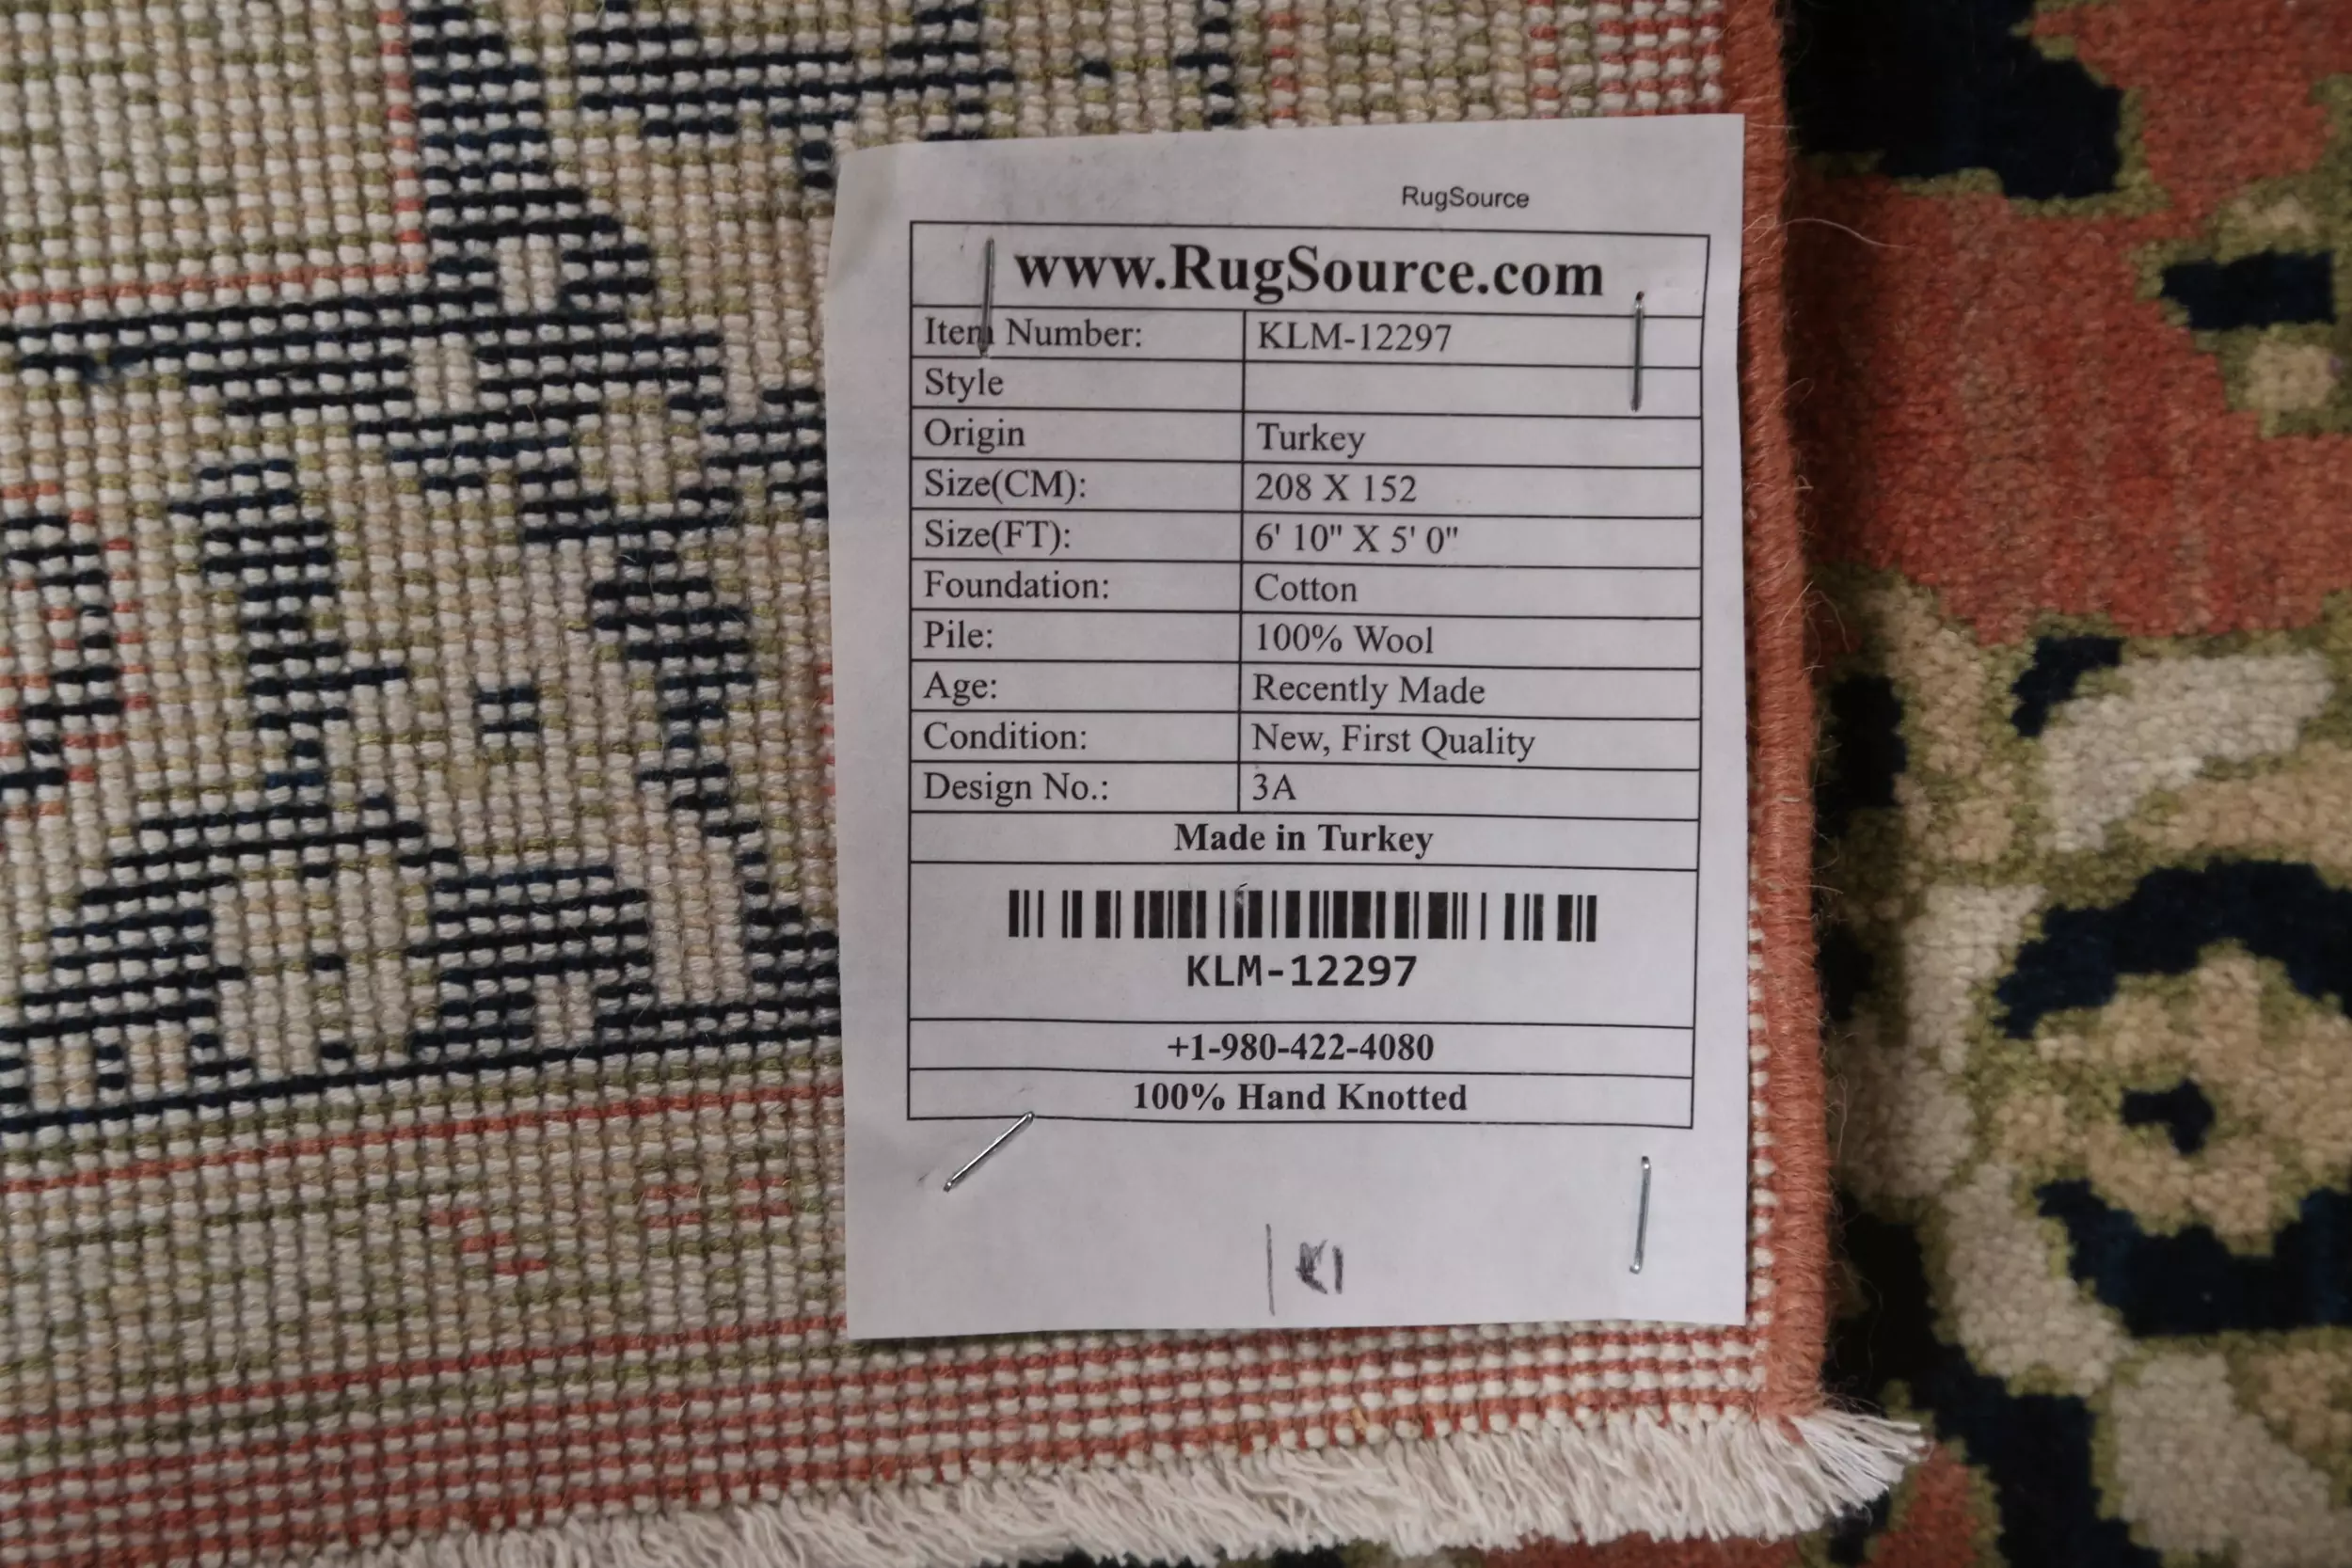 RugSource
www.RugSource.com
Item Number: KLM-12297
Style
Origin Turkey
Size(CM): 208 X 152
Size(FT): 6' 10" X 5' 0"
Foundation: Cotton
Pile: 100% Wool
Age: Recently Made
Condition: New, First Quality
Design No.: 3A
Made in Turkey
KLM-12297
+1-980-422-4080
100% Hand Knotted